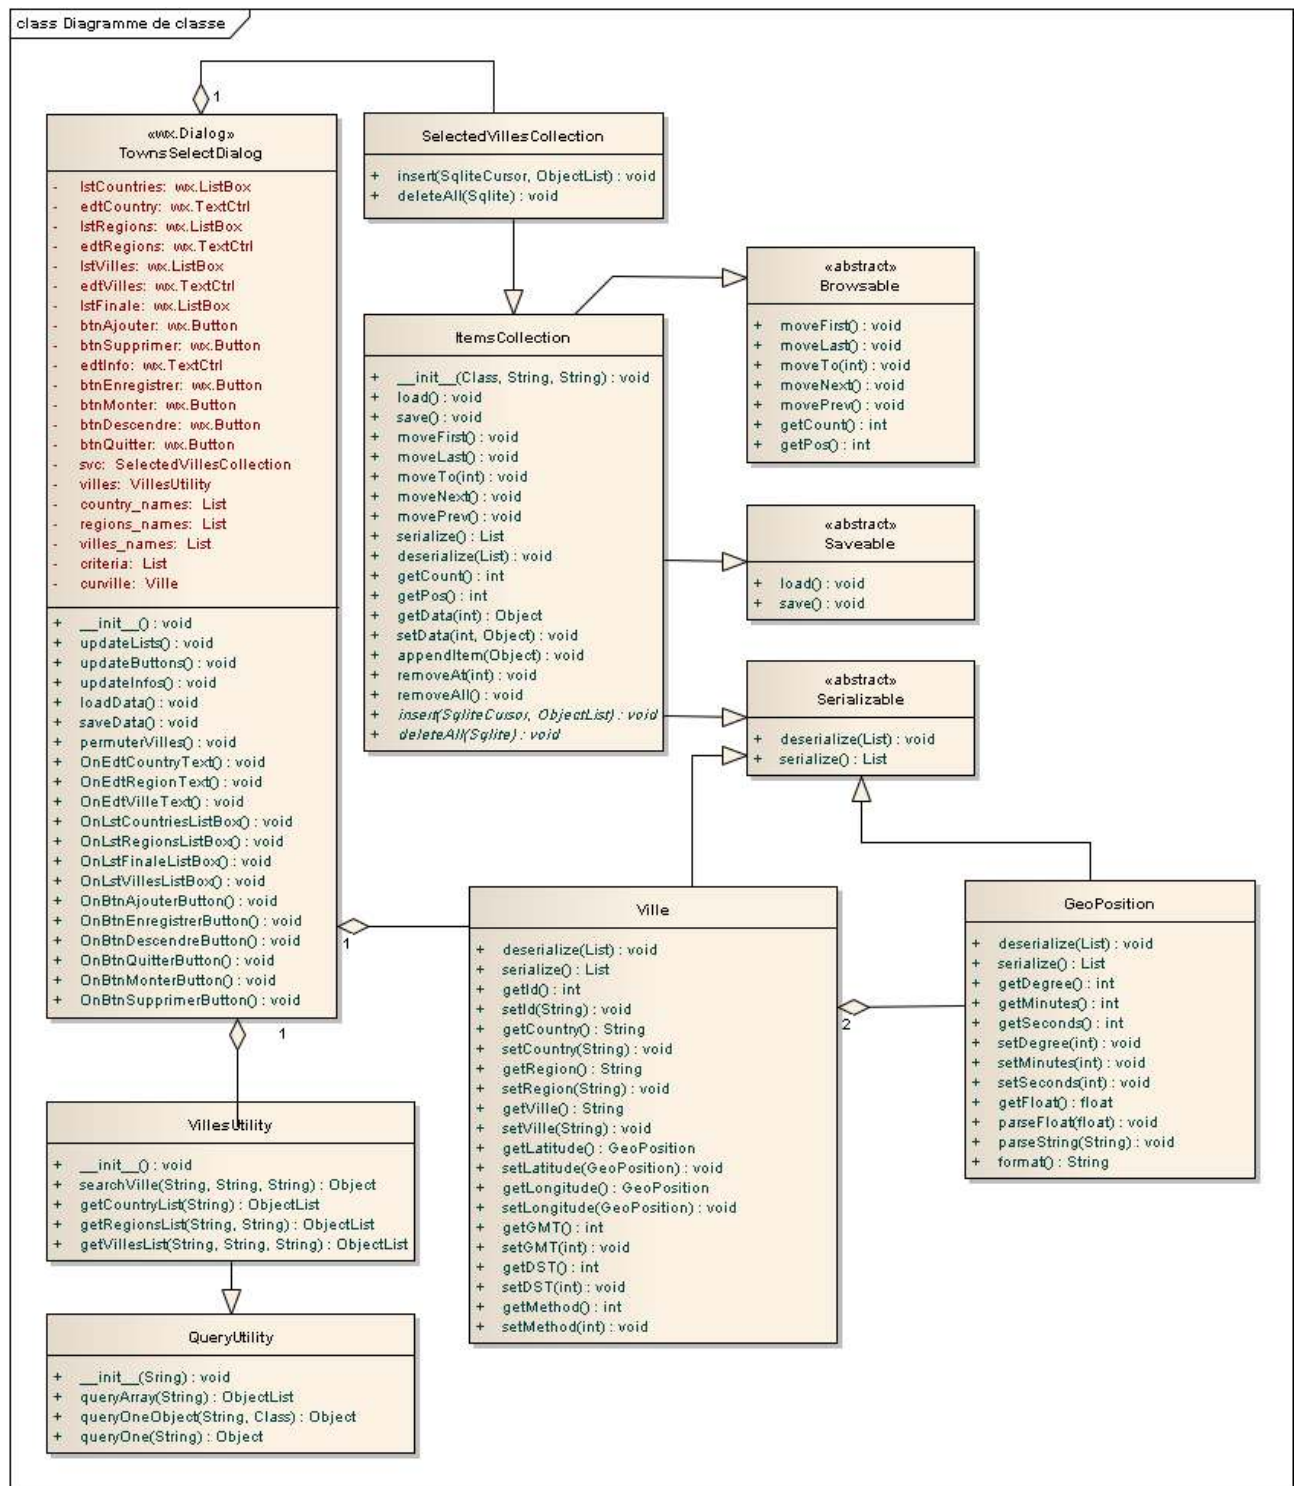 class Diagramme de classe
1
«wx.Dialog»
TownsSelectDialog
- lstCountries: wx.ListBox
- edtCountry: wx.TextCtrl
- lstRegions: wx.ListBox
- edtRegions: wx.TextCtrl
- lstVilles: wx.ListBox
- edtVilles: wx.TextCtrl
- lstFinale: wx.ListBox
- btnAjouter: wx.Button
- btnSupprimer: wx.Button
- edtInfo: wx.TextCtrl
- btnEnregistrer: wx.Button
- btnMonter: wx.Button
- btnDescendre: wx.Button
- btnQuitter: wx.Button
- svc: SelectedVillesCollection
- villes: VillesUtility
- country_names: List
- regions_names: List
- villes_names: List
- criteria: List
- curville: Ville
+ __init__() : void
+ updateLists() : void
+ updateButtons() : void
+ updateInfos() : void
+ loadData() : void
+ saveData() : void
+ permuterVilles() : void
+ OnEdtCountryText() : void
+ OnEdtRegionText() : void
+ OnEdtVilleText() : void
+ OnLstCountriesListBox() : void
+ OnLstRegionsListBox() : void
+ OnLstFinaleListBox() : void
+ OnLstVillesListBox() : void
+ OnBtnAjouterButton() : void
+ OnBtnEnregistrerButton() : void
+ OnBtnDescendreButton() : void
+ OnBtnQuitterButton() : void
+ OnBtnMonterButton() : void
+ OnBtnSupprimerButton() : void
1
1
SelectedVillesCollection
+ insert(SqliteCursor, ObjectList) : void
+ deleteAll(Sqlite) : void
ItemsCollection
+ __init__(Class, String, String) : void
+ load() : void
+ save() : void
+ moveFirst() : void
+ moveLast() : void
+ moveTo(int) : void
+ moveNext() : void
+ movePrev() : void
+ serialize() : List
+ deserialize(List) : void
+ getCount() : int
+ getPos() : int
+ getData(int) : Object
+ setData(int, Object) : void
+ appendItem(Object) : void
+ removeAt(int) : void
+ removeAll() : void
+ insert(SqliteCursor, ObjectList) : void
+ deleteAll(Sqlite) : void
«abstract»
Browsable
+ moveFirst() : void
+ moveLast() : void
+ moveTo(int) : void
+ moveNext() : void
+ movePrev() : void
+ getCount() : int
+ getPos() : int
«abstract»
Saveable
+ load() : void
+ save() : void
«abstract»
Serializable
+ deserialize(List) : void
+ serialize() : List
Ville
+ deserialize(List) : void
+ serialize() : List
+ getId() : int
+ setId(String) : void
+ getCountry() : String
+ setCountry(String) : void
+ getRegion() : String
+ setRegion(String) : void
+ getVille() : String
+ setVille(String) : void
+ getLatitude() : GeoPosition
+ setLatitude(GeoPosition) : void
+ getLongitude() : GeoPosition
+ setLongitude(GeoPosition) : void
+ getGMT() : int
+ setGMT(int) : void
+ getDST() : int
+ setDST(int) : void
+ getMethod() : int
+ setMethod(int) : void
2
GeoPosition
+ deserialize(List) : void
+ serialize() : List
+ getDegree() : int
+ getMinutes() : int
+ getSeconds() : int
+ setDegree(int) : void
+ setMinutes(int) : void
+ setSeconds(int) : void
+ getFloat() : float
+ parseFloat(float) : void
+ parseString(String) : void
+ format() : String
VillesUtility
+ __init__() : void
+ searchVille(String, String, String) : Object
+ getCountryList(String) : ObjectList
+ getRegionsList(String, String) : ObjectList
+ getVillesList(String, String, String) : ObjectList
QueryUtility
+ __init__(Sring) : void
+ queryArray(String) : ObjectList
+ queryOneObject(String, Class) : Object
+ queryOne(String) : Object